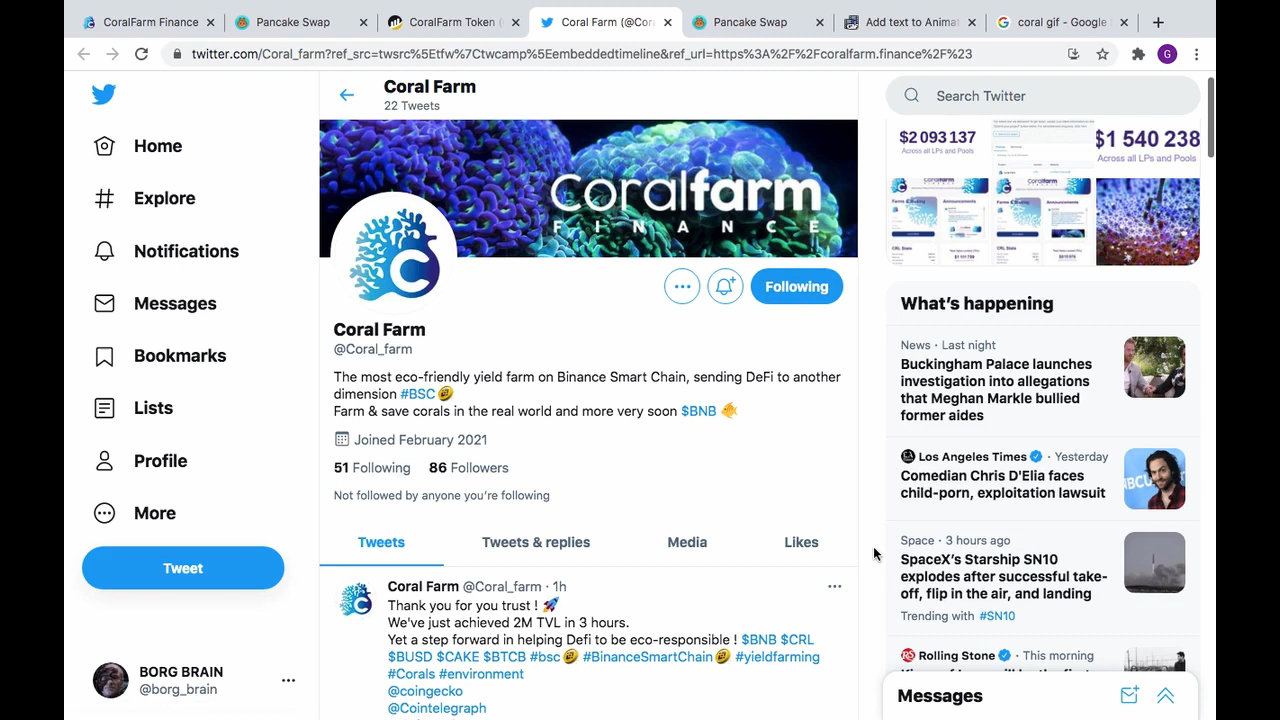 CoralFarm Finance
Pancake Swap
CoralFarm Token (
Coral Farm (@Cora
Pancake Swap
Add text to Animat
coral gif - Google
twitter.com/Coral_farm?ref_src=twsrc%5Etfw%7Ctwcamp%5Eembeddedtimeline&ref_url=https%3A%2F%2Fcoralfarm.finance%2F%23
G
Home
Explore
Notifications
Messages
Bookmarks
Lists
Profile
More
Tweet
BORG BRAIN
@borg_brain
Coral Farm
22 Tweets
Coralfarm
FINANCE
C
Following
Coral Farm
@Coral_farm
The most eco-friendly yield farm on Binance Smart Chain, sending DeFi to another
dimension #BSC
Farm & save corals in the real world and more very soon $BNB
Joined February 2021
51 Following 86 Followers
Not followed by anyone you're following
Tweets Tweets & replies Media Likes
Coral Farm @Coral_farm · 1h
Thank you for you trust !
We've just achieved 2M TVL in 3 hours.
Yet a step forward in helping Defi to be eco-responsible ! $BNB $CRL
$BUSD $CAKE $BTCB #bsc #BinanceSmartChain #yieldfarming
#Corals #environment
@coingecko
@Cointelegraph
Search Twitter
$2 093 137
Across all LPs and Pools
$1 540 238
Across all LPs and Pools
What's happening
News · Last night
Buckingham Palace launches
investigation into allegations
that Meghan Markle bullied
former aides
Los Angeles Times · Yesterday
Comedian Chris D'Elia faces
child-porn, exploitation lawsuit
Space · 3 hours ago
SpaceX's Starship SN10
explodes after successful take-
off, flip in the air, and landing
Trending with #SN10
Rolling Stone · This morning
Messages